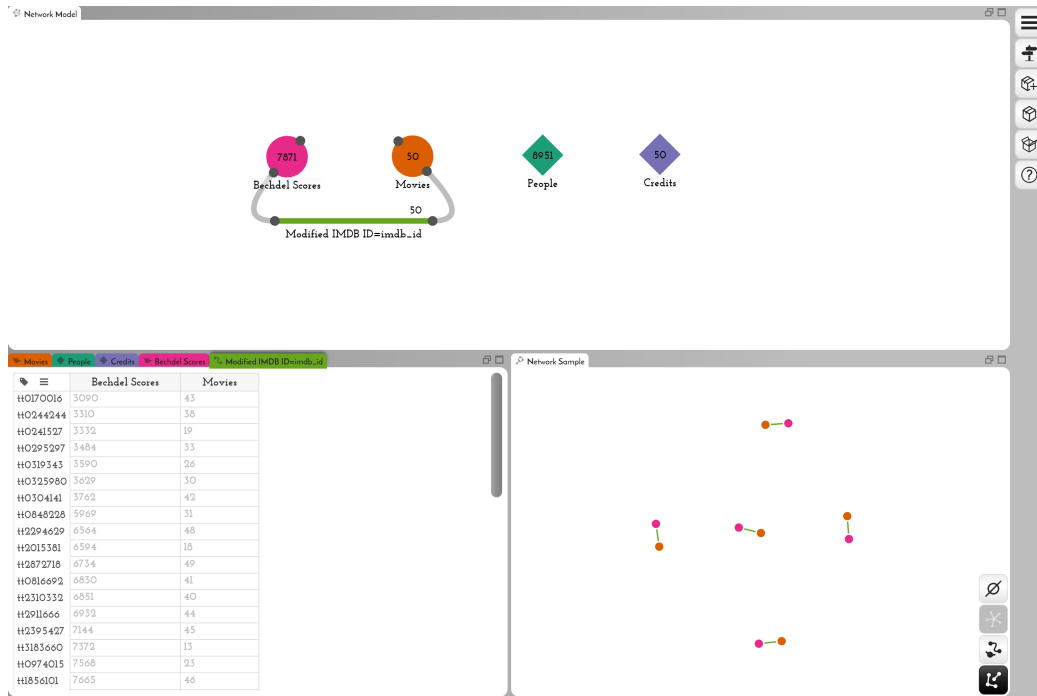 Network Model
7871
50
8951
50
Bechdel Scores
Movies
People
Credits
50
Modified IMDB ID=imdb_id
Movies People Credits Bechdel Scores Modified IMDB ID=imdb_id
Network Sample
Bechdel Scores Movies
tt0170016 3090 43
tt0244244 3310 38
tt0241527 3332 19
tt0295297 3484 33
tt0319343 3590 26
tt0325980 3629 30
tt0304141 3762 42
tt0848228 5969 31
tt2294629 6564 48
tt2015381 6594 18
tt2872718 6734 49
tt0816692 6830 41
tt2310332 6851 40
tt2911666 6932 44
tt2395427 7144 45
tt3183660 7372 13
tt0974015 7568 23
tt1856101 7665 46